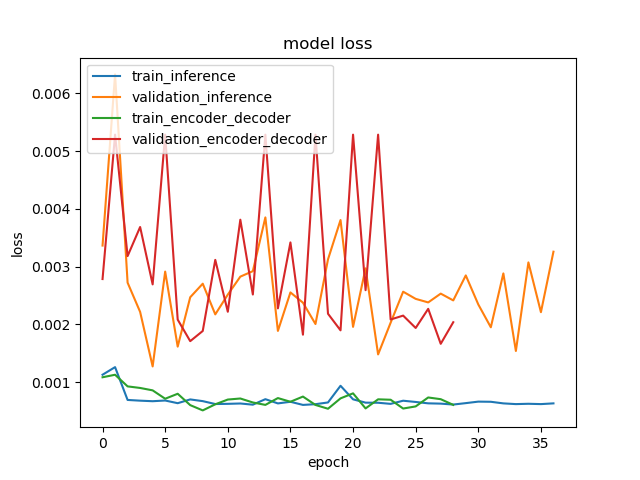 model loss
train_inference
validation_inference
train_encoder_decoder
validation_encoder_decoder
0.006
0.005
0.004
0.003
0.002
0.001
loss
0 5 10 15 20 25 30 35
epoch